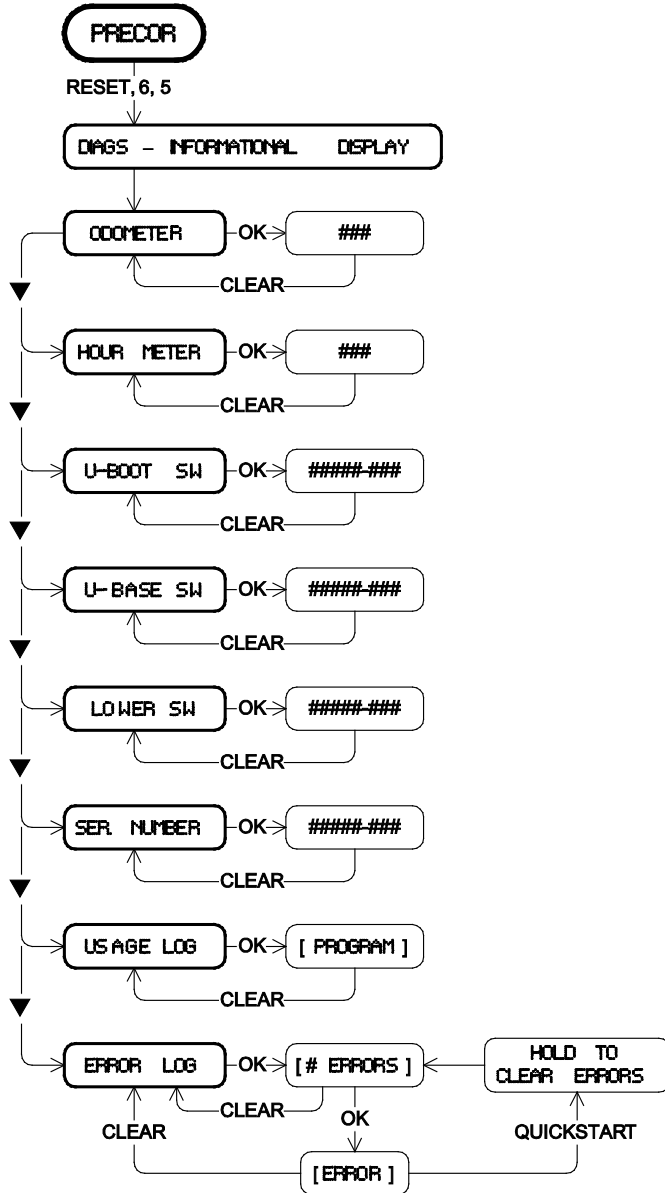 PRECOR
RESET, 6, 5
DIAGS - INFORMATIONAL DISPLAY
ODOMETER
OK
###
CLEAR
HOUR METER
OK
###
CLEAR
U-BOOT SW
OK
#####-###
CLEAR
U-BASE SW
OK
#####-###
CLEAR
LOWER SW
OK
#####-###
CLEAR
SER. NUMBER
OK
#####-###
CLEAR
USAGE LOG
OK
[ PROGRAM ]
CLEAR
ERROR LOG
OK
[ # ERRORS ]
HOLD TO
CLEAR ERRORS
CLEAR
OK
CLEAR
QUICKSTART
[ ERROR ]